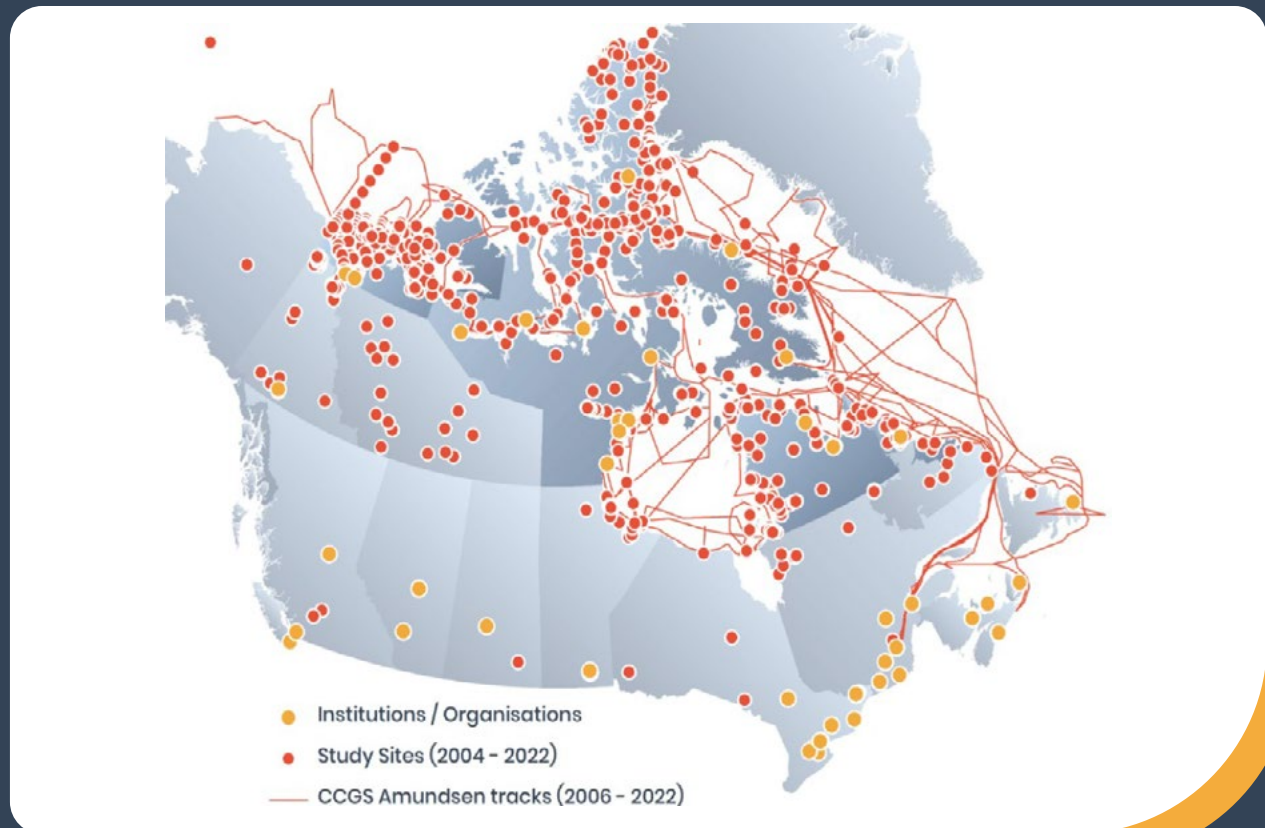 Institutions / Organisations
Study Sites (2004 - 2022)
CCGS Amundsen tracks (2006 - 2022)